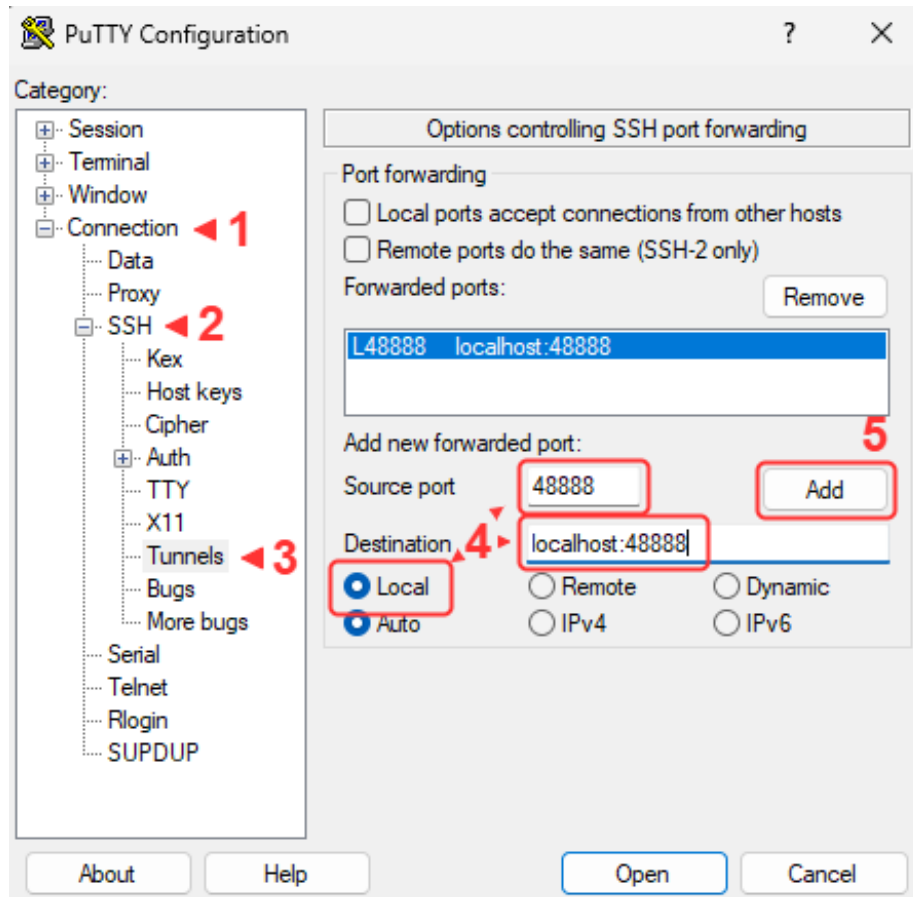 PuTTY Configuration ? ×
Category:
Session
Terminal
Window
Connection 1
Data
Proxy
SSH 2
Kex
Host keys
Cipher
Auth
TTY
X11
Tunnels 3
Bugs
More bugs
Serial
Telnet
Rlogin
SUPDUP
Options controlling SSH port forwarding
Port forwarding
Local ports accept connections from other hosts
Remote ports do the same (SSH-2 only)
Forwarded ports:
Remove
L48888 localhost:48888
Add new forwarded port:
5
Source port 48888 Add
Destination 4 localhost:48888
Local Remote Dynamic
Auto IPv4 IPv6
About Help Open Cancel